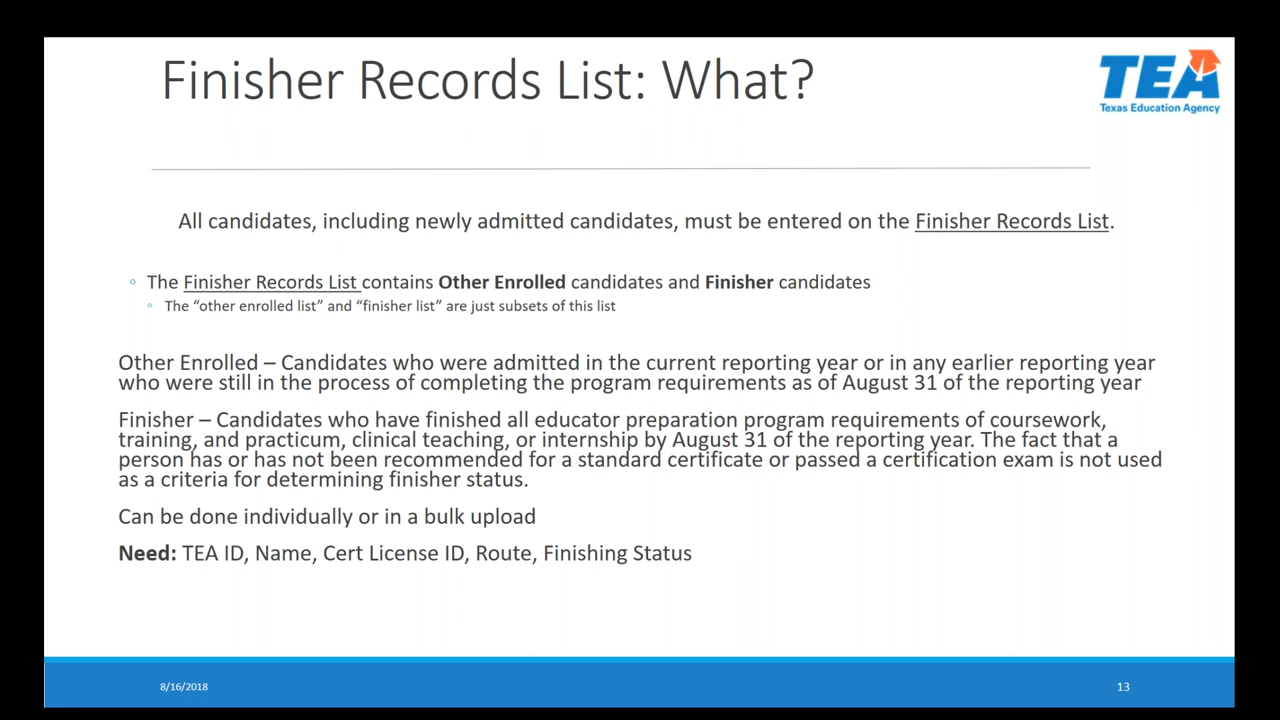 Finisher Records List: What?
TEA
Texas Education Agency
All candidates, including newly admitted candidates, must be entered on the Finisher Records List.
The Finisher Records List contains Other Enrolled candidates and Finisher candidates
The “other enrolled list” and “finisher list” are just subsets of this list
Other Enrolled – Candidates who were admitted in the current reporting year or in any earlier reporting year
who were still in the process of completing the program requirements as of August 31 of the reporting year
Finisher – Candidates who have finished all educator preparation program requirements of coursework,
training, and practicum, clinical teaching, or internship by August 31 of the reporting year. The fact that a
person has or has not been recommended for a standard certificate or passed a certification exam is not used
as a criteria for determining finisher status.
Can be done individually or in a bulk upload
Need: TEA ID, Name, Cert License ID, Route, Finishing Status
8/16/2018
13